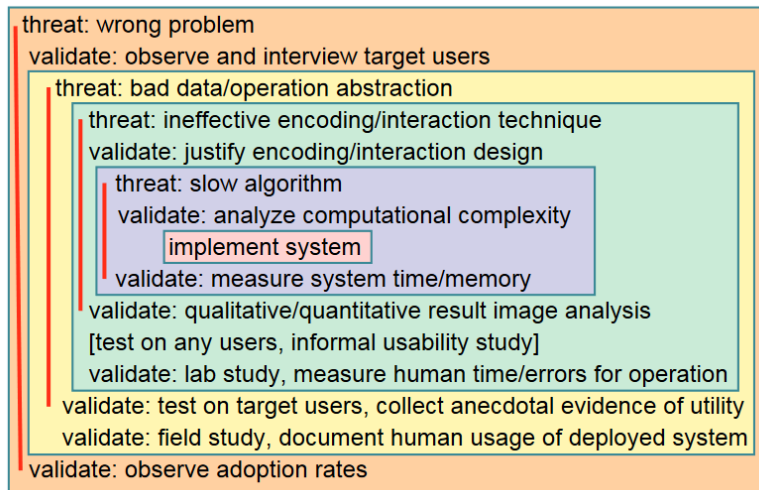 threat: wrong problem
validate: observe and interview target users
threat: bad data/operation abstraction
threat: ineffective encoding/interaction technique
validate: justify encoding/interaction design
threat: slow algorithm
validate: analyze computational complexity
implement system
validate: measure system time/memory
validate: qualitative/quantitative result image analysis
[test on any users, informal usability study]
validate: lab study, measure human time/errors for operation
validate: test on target users, collect anecdotal evidence of utility
validate: field study, document human usage of deployed system
validate: observe adoption rates